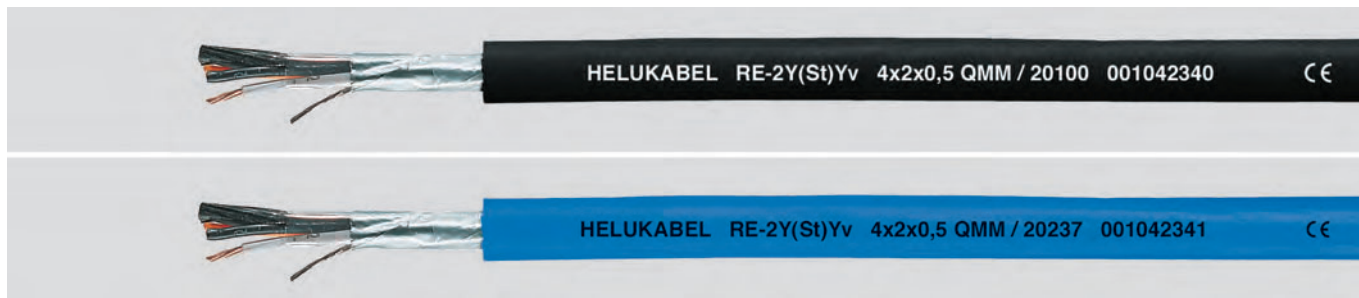 HELUKABEL RE-2Y(St)Yv 4x2x0,5 QMM / 20100 001042340 CE
HELUKABEL RE-2Y(St)Yv 4x2x0,5 QMM / 20237 001042341 CE